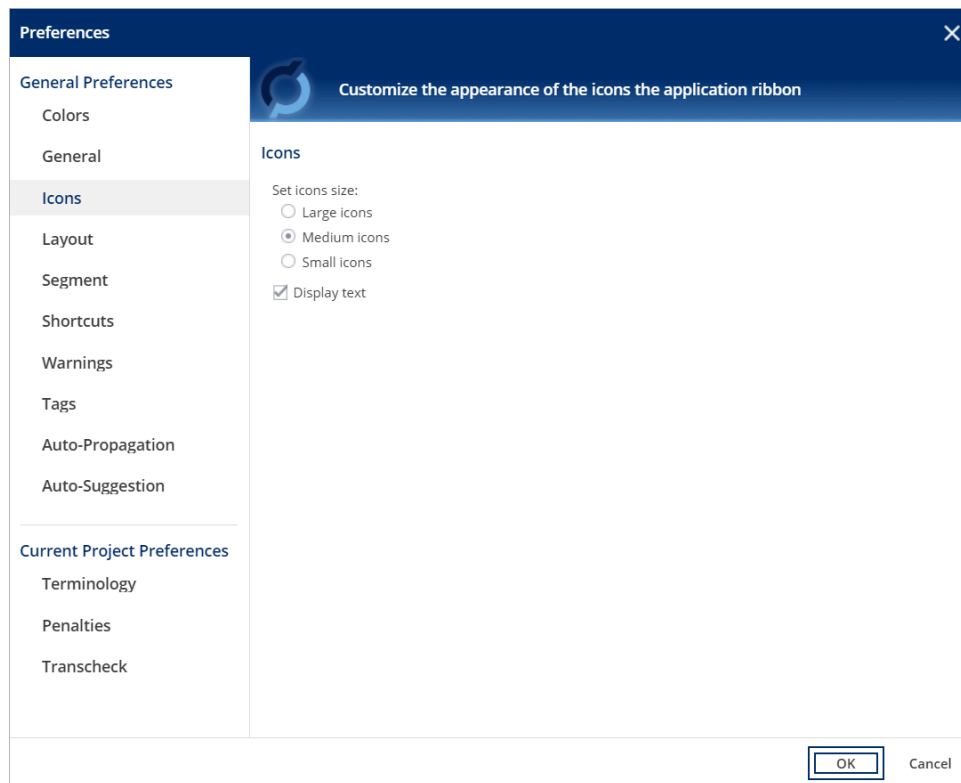 Preferences
General Preferences
Colors
General
Icons
Layout
Segment
Shortcuts
Warnings
Tags
Auto-Propagation
Auto-Suggestion
Current Project Preferences
Terminology
Penalties
Transcheck
Customize the appearance of the icons the application ribbon
Icons
Set icons size:
Large icons
Medium icons
Small icons
Display text
OK
Cancel